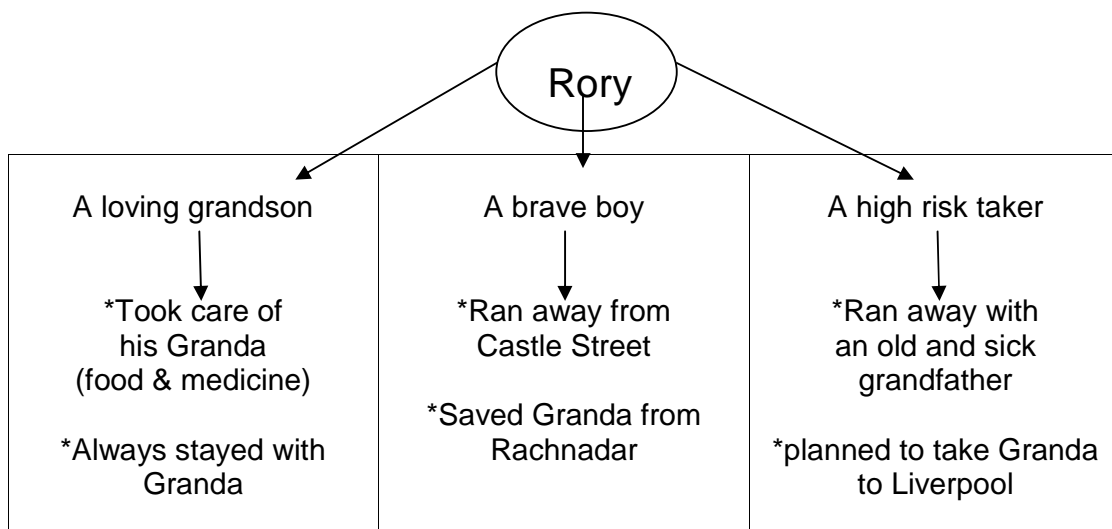 Rory
A loving grandson
*Took care of
his Granda
(food & medicine)
*Always stayed with
Granda
A brave boy
*Ran away from
Castle Street
*Saved Granda from
Rachnadar
A high risk taker
*Ran away with
an old and sick
grandfather
*planned to take Granda
to Liverpool